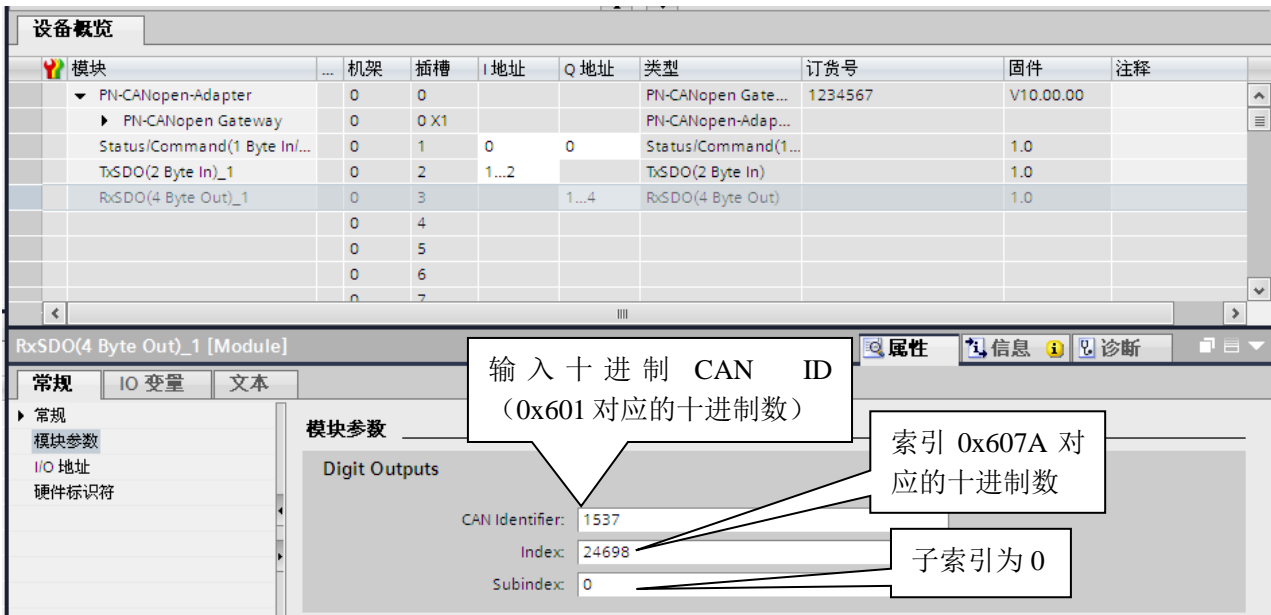 设备概览
模块 ... 机架 插槽 I 地址 Q 地址 类型 订货号 固件 注释
PN-CANopen-Adapter 0 0 PN-CANopen Gate... 1234567 V10.00.00
PN-CANopen Gateway 0 0 X1 PN-CANopen-Adap...
Status/Command(1 Byte In/... 0 1 0 0 Status/Command(1... 1.0
TxSDO(2 Byte In)_1 0 2 1...2 TxSDO(2 Byte In) 1.0
RxSDO(4 Byte Out)_1 0 3 1...4 RxSDO(4 Byte Out) 1.0
0 4
0 5
0 6
0 7
RxSDO(4 Byte Out)_1 [Module] 属性 信息 诊断
常规 IO 变量 文本
常规
模块参数
I/O 地址
硬件标识符
模块参数
Digit Outputs
CAN Identifier: 1537
Index: 24698
Subindex: 0
输入十进制 CAN ID
(0x601 对应的十进制数)
索引 0x607A 对
应的十进制数
子索引为 0